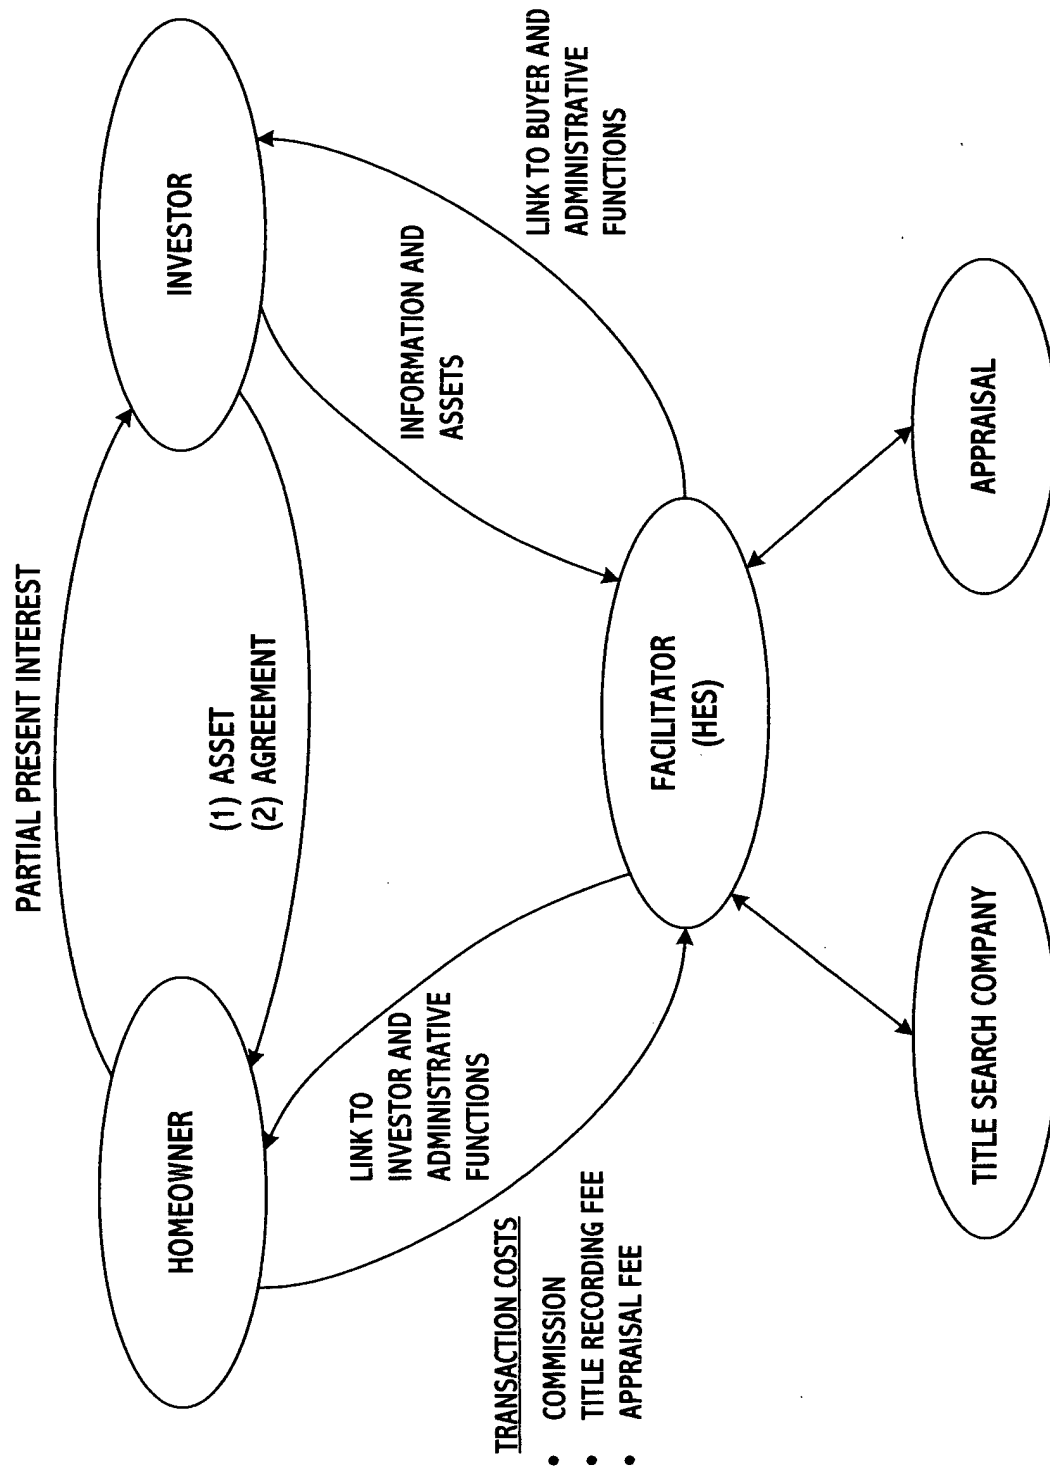 PARTIAL PRESENT INTEREST
HOMEOWNER
INVESTOR
(1) ASSET
(2) AGREEMENT
LINK TO
INVESTOR AND
ADMINISTRATIVE
FUNCTIONS
INFORMATION AND
ASSETS
TRANSACTION COSTS
• COMMISSION
• TITLE RECORDING FEE
• APPRAISAL FEE
LINK TO BUYER AND
ADMINISTRATIVE
FUNCTIONS
FACILITATOR
(HES)
TITLE SEARCH COMPANY
APPRAISAL